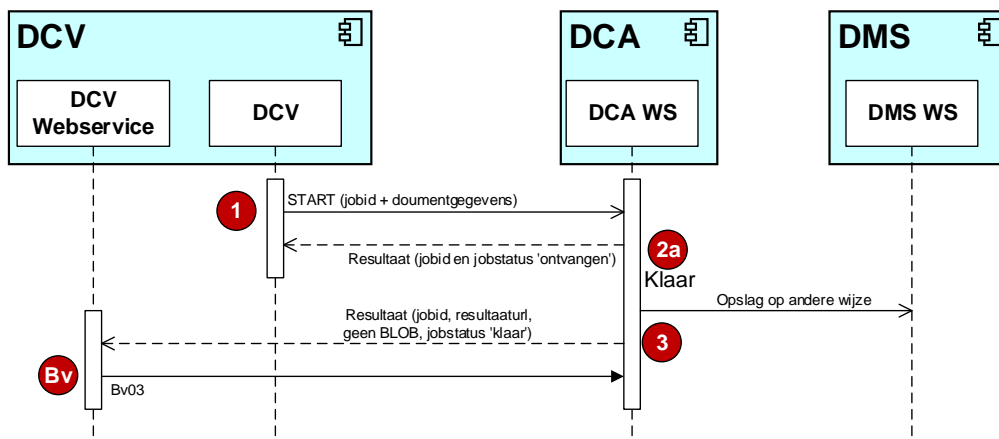 DCV
DCA
DMS
DCV
Webservice
DCV
DCA WS
DMS WS
1
START (jobid + doumentgegevens)
Resultaat (jobid en jobstatus 'ontvangen')
2a
Klaar
Opslag op andere wijze
Resultaat (jobid, resultaaturl,
geen BLOB, jobstatus 'klaar')
3
Bv
Bv03